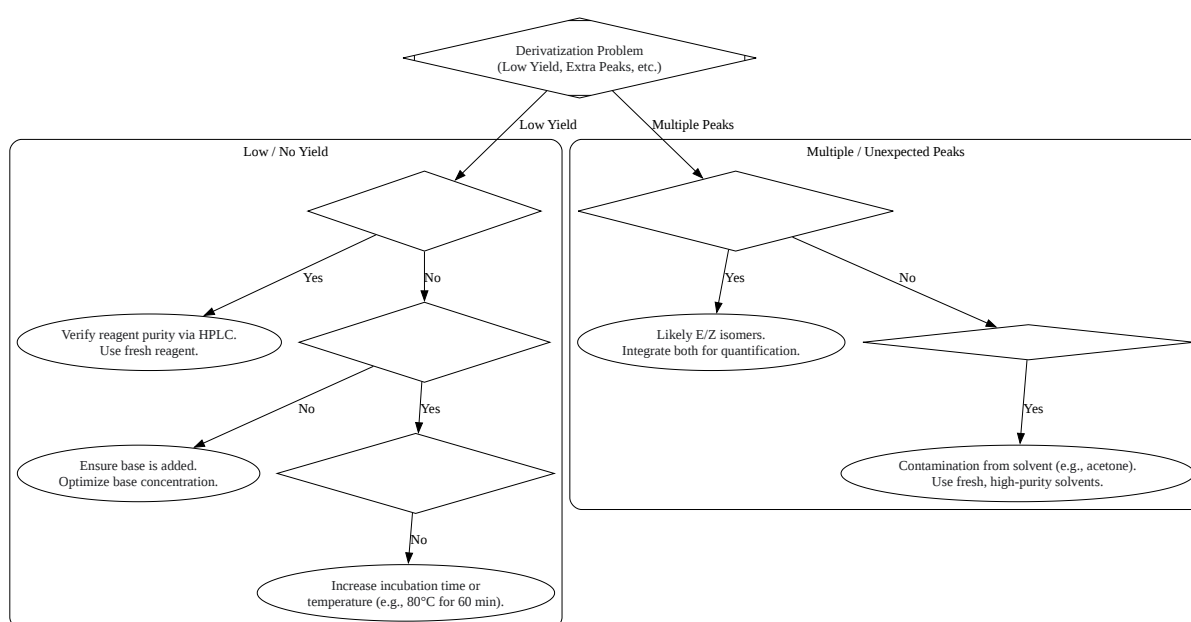 Derivatization Problem
(Low Yield, Extra Peaks, etc.)
Low Yield
Multiple Peaks
Low / No Yield
Multiple / Unexpected Peaks
Yes
No
Yes
No
Verify reagent purity via HPLC.
Use fresh reagent.
Likely E/Z isomers.
Integrate both for quantification.
No
Yes
Yes
Ensure base is added.
Optimize base concentration.
Contamination from solvent (e.g., acetone).
Use fresh, high-purity solvents.
No
Increase incubation time or
temperature (e.g., 80°C for 60 min).